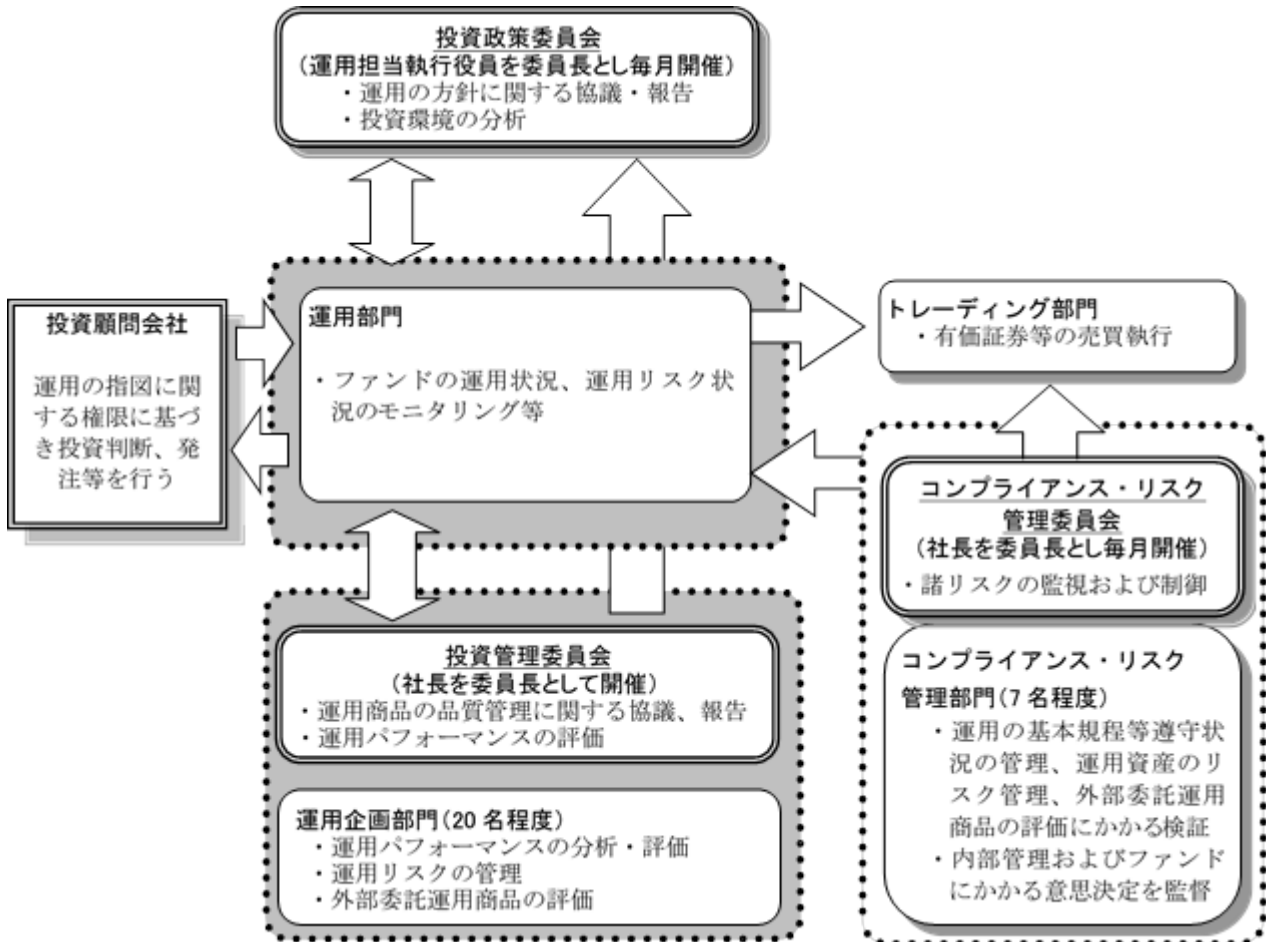 投資政策委員会
(運用担当執行役員を委員長とし毎月開催)
・運用の方針に関する協議・報告
・投資環境の分析
投資顧問会社
運用の指図に関
する権限に基づ
き投資判断、発
注等を行う
運用部門
・ファンドの運用状況、運用リスク状
況のモニタリング等
トレーディング部門
・有価証券等の売買執行
コンプライアンス・リスク
管理委員会
(社長を委員長とし毎月開催)
・諸リスクの監視および制御
コンプライアンス・リスク
管理部門(7名程度)
・運用の基本規程等遵守状
況の管理、運用資産のリ
スク管理、外部委託運用
商品の評価にかかる検証
・内部管理およびファンド
にかかる意思決定を監督
投資管理委員会
(社長を委員長として開催)
・運用商品の品質管理に関する協議、報告
・運用パフォーマンスの評価
運用企画部門(20名程度)
・運用パフォーマンスの分析・評価
・運用リスクの管理
・外部委託運用商品の評価